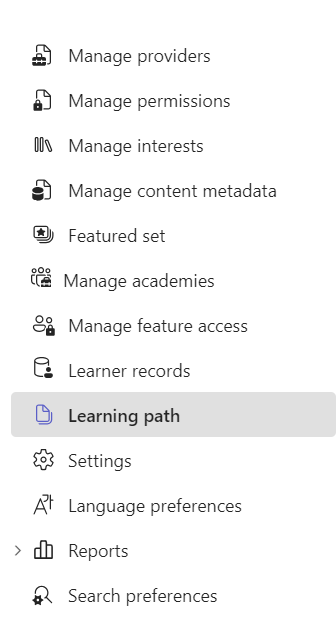 Manage providers
Manage permissions
Manage interests
Manage content metadata
Featured set
Manage academies
Manage feature access
Learner records
Learning path
Settings
Language preferences
Reports
Search preferences